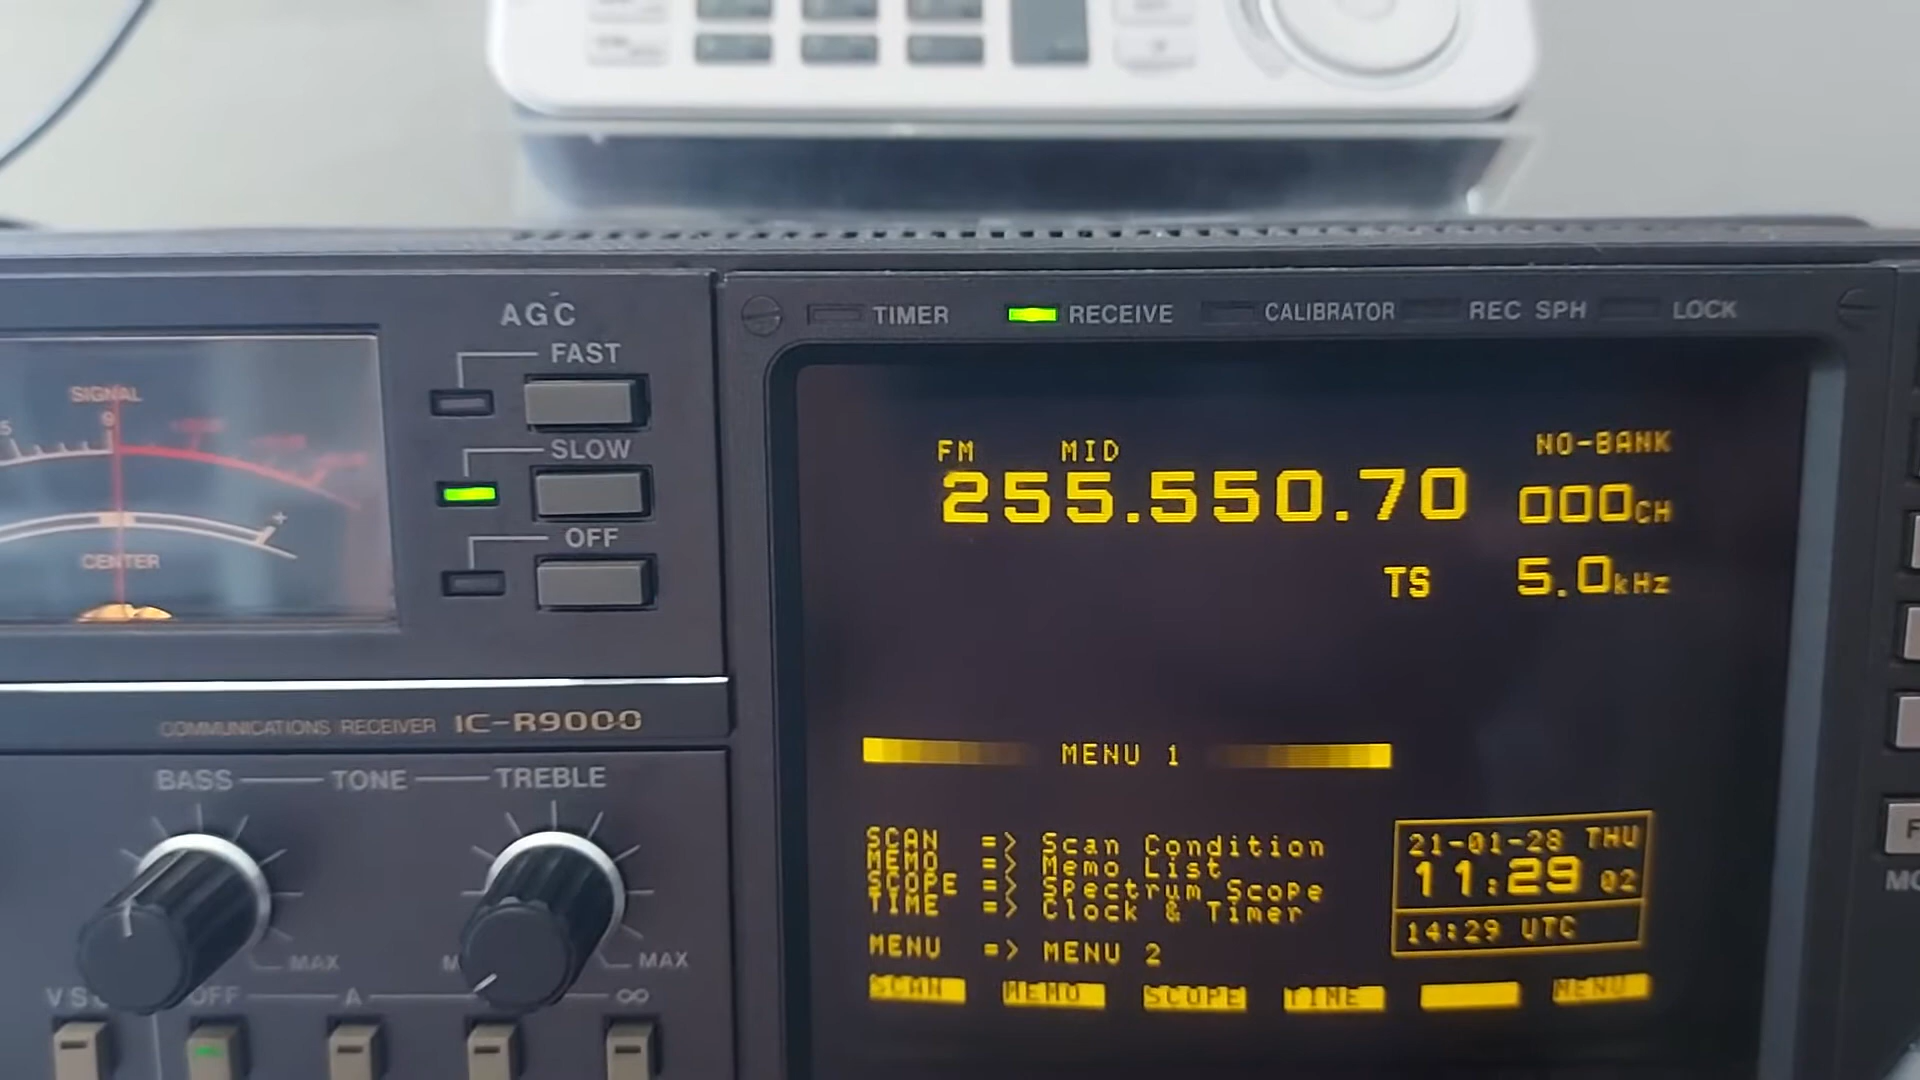 AGC
FAST
SLOW
OFF
SIGNAL
5
9
+
CENTER
COMMUNICATIONS RECEIVER IC-R9000
BASS TONE TREBLE
MAX
MAX
OFF A ∞
TIMER RECEIVE CALIBRATOR REC SPH LOCK
FM MID NO-BANK
255.550.70 000CH
TS 5.0kHz
MENU 1
SCAN => Scan Condition
MEMO => Memo List
SCOPE => Spectrum Scope
TIME => Clock & Timer
MENU => MENU 2
21-01-28 THU
11:29 02
14:29 UTC
SCAN MEMO SCOPE TIME MENU